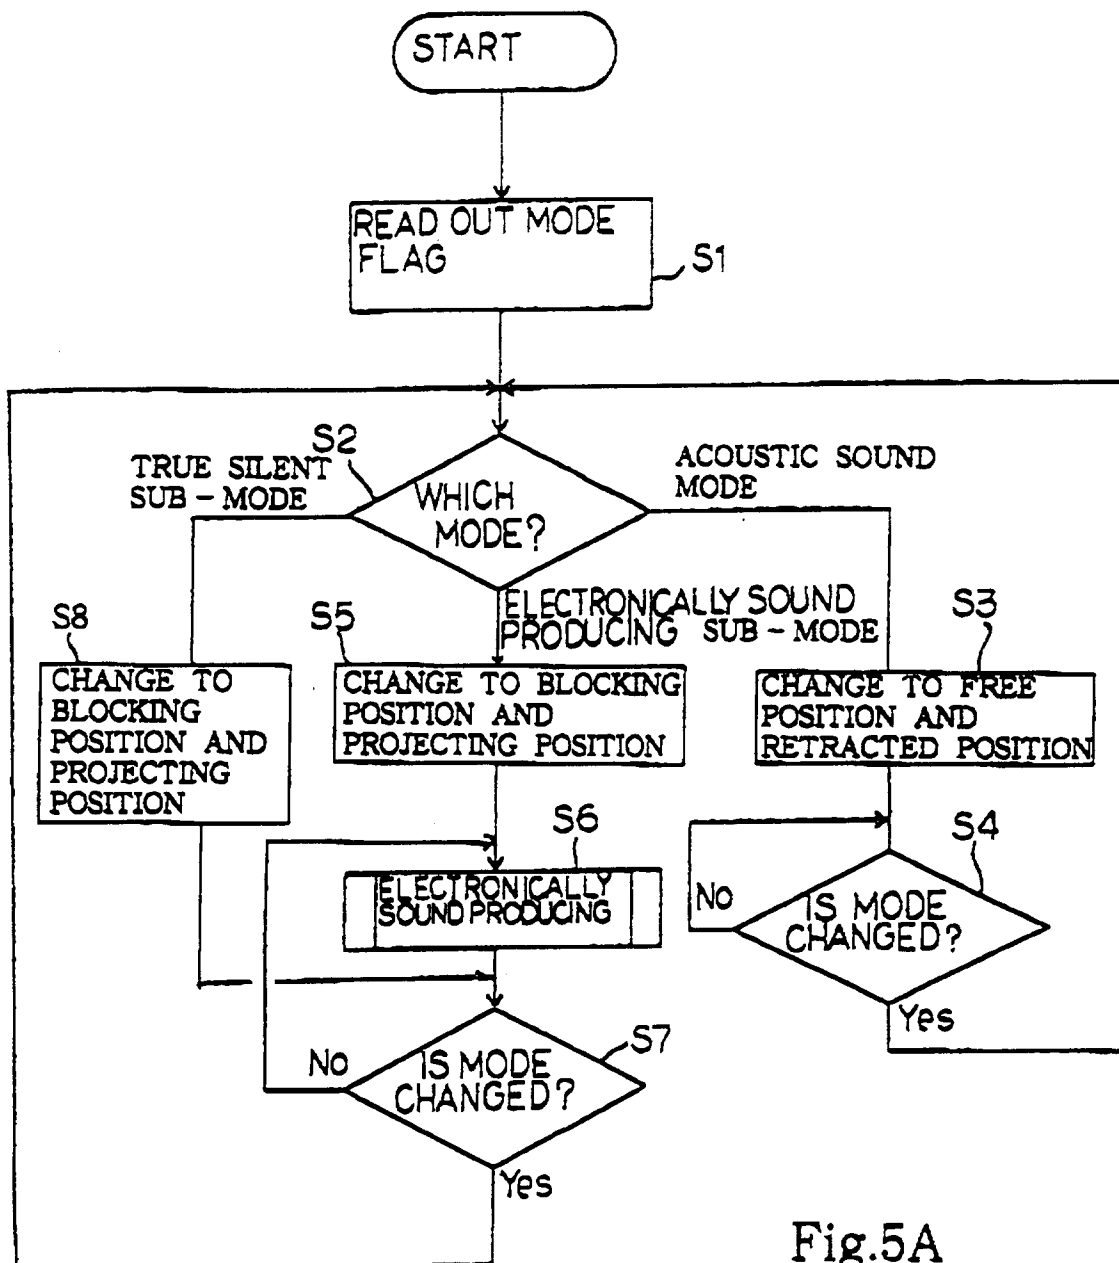 START
READ OUT MODE
FLAG
S1
S2
TRUE SILENT
SUB-MODE
WHICH
MODE?
ACOUSTIC SOUND
MODE
ELECTRONICALLY SOUND
PRODUCING SUB-MODE
S8
CHANGE TO
BLOCKING
POSITION AND
PROJECTING
POSITION
S5
CHANGE TO BLOCKING
POSITION AND
PROJECTING POSITION
S3
CHANGE TO FREE
POSITION AND
RETRACTED POSITION
S6
ELECTRONICALLY
SOUND PRODUCING
S4
No
IS MODE
CHANGED?
Yes
S7
No
IS MODE
CHANGED?
Yes
Fig.5A